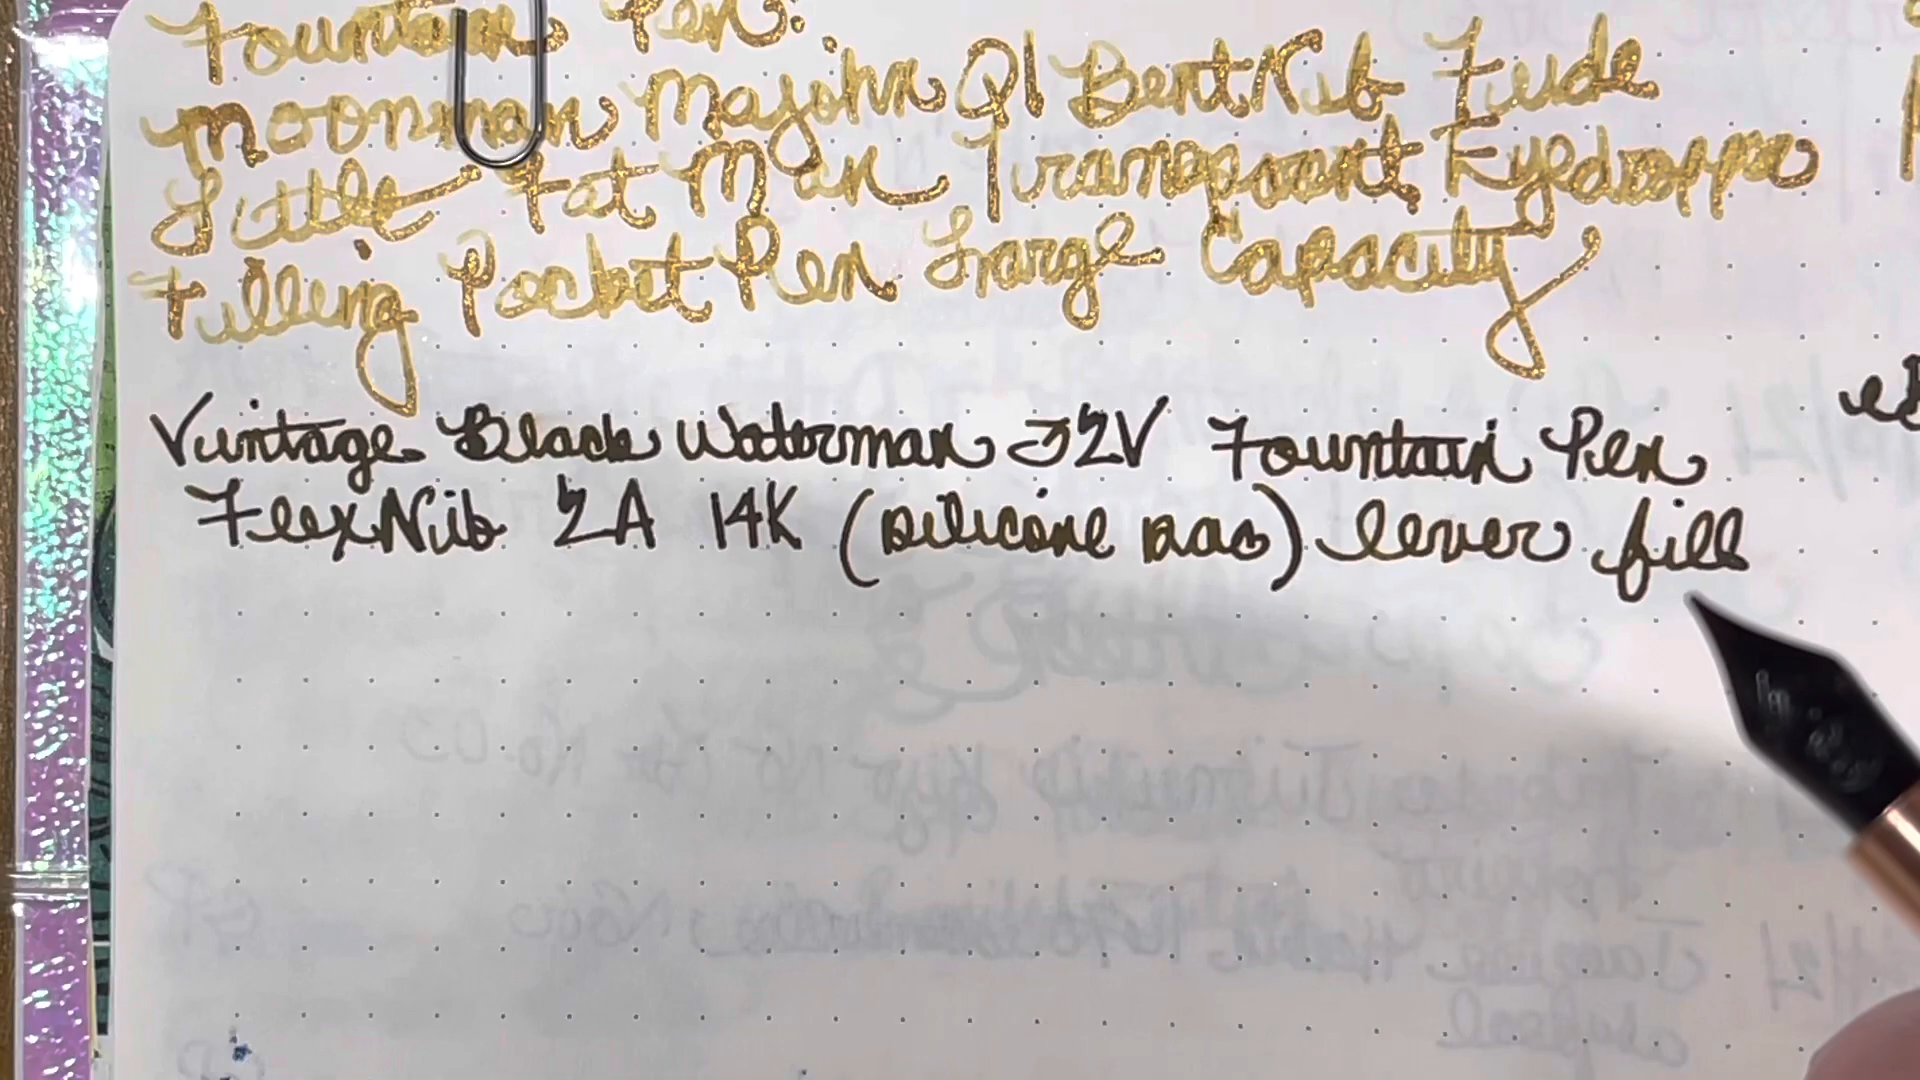 Fountain Pen:
Moonman Majohn Q1 Bent Nib Fude
Little Fat Man Transparent Eyedropper
Filling Pocket Pen Large Capacity
Vintage Black Waterman 52V Fountain Pen
Flex Nib 2A 14K (silicone sac) lever fill